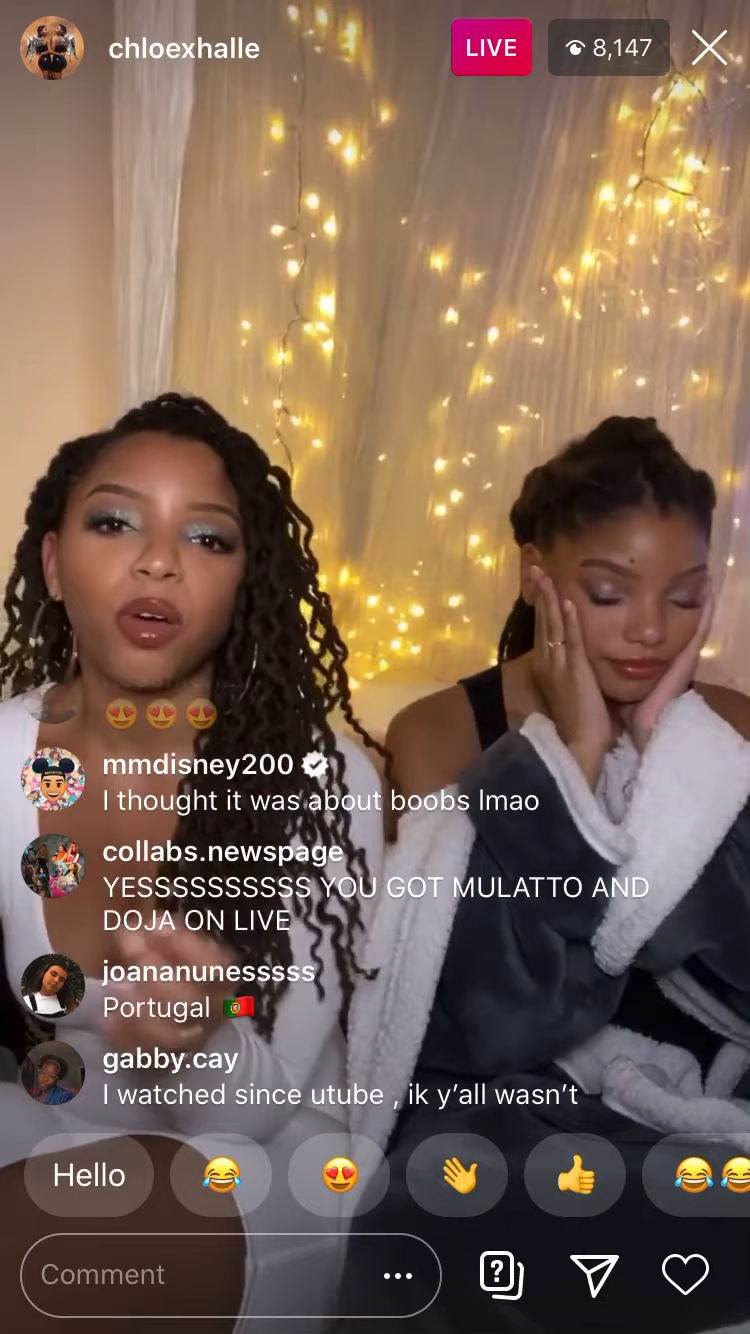 chloexhalle
LIVE
8,147
😍😍😍
mmdisney200
I thought it was about boobs lmao
collabs.newspage
YESSSSSSSSSS YOU GOT MULATTO AND
DOJA ON LIVE
joananunesssss
Portugal 🇵🇹
gabby.cay
I watched since utube , ik y’all wasn’t
Hello 😂 😍 👋 👍 😂😂
Comment
?